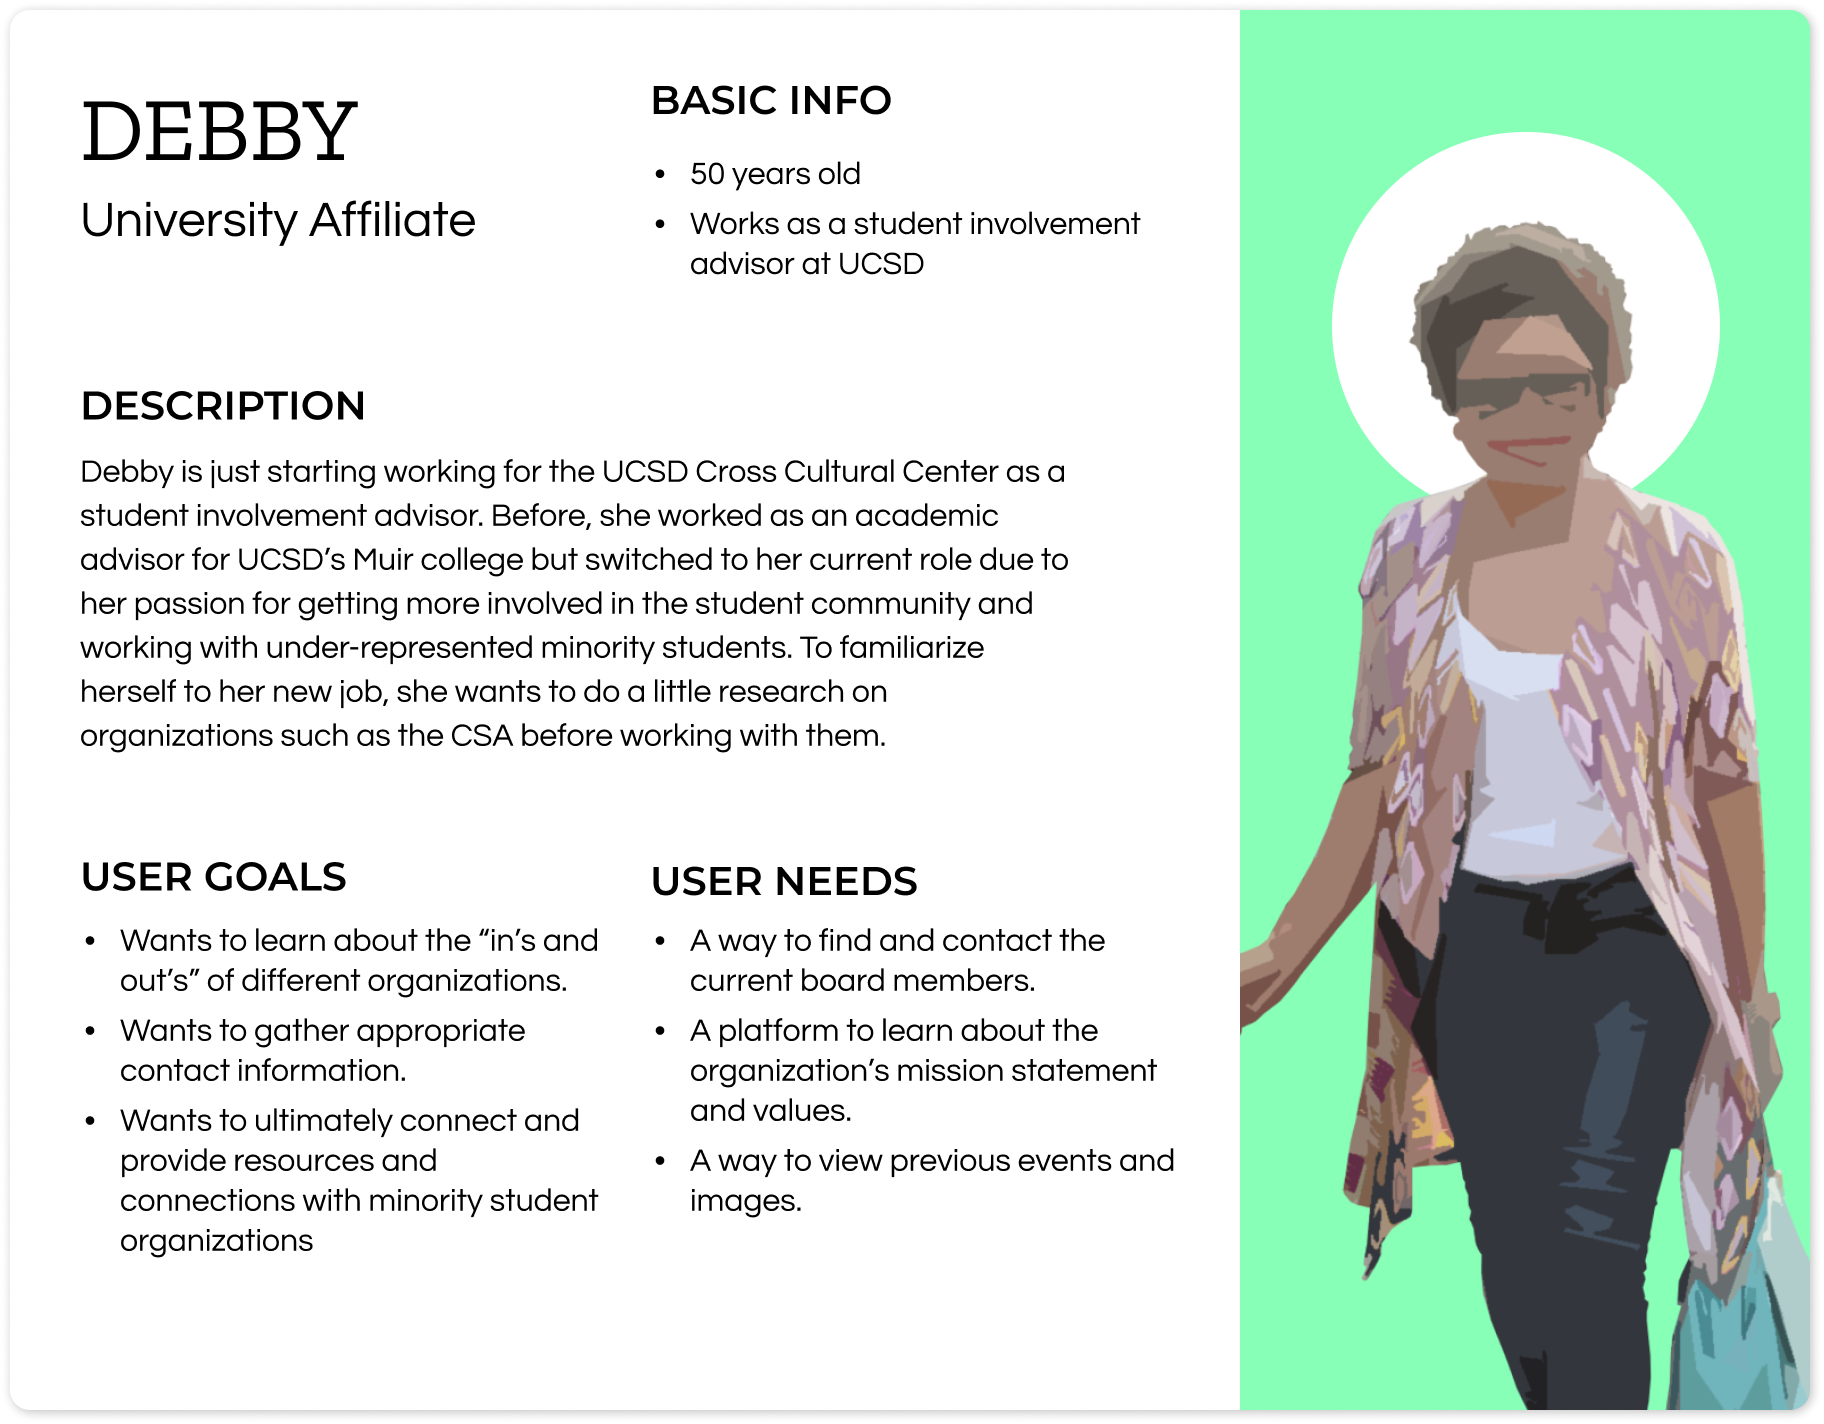 DEBBY
University Affiliate
BASIC INFO
• 50 years old
• Works as a student involvement
advisor at UCSD
DESCRIPTION
Debby is just starting working for the UCSD Cross Cultural Center as a
student involvement advisor. Before, she worked as an academic
advisor for UCSD’s Muir college but switched to her current role due to
her passion for getting more involved in the student community and
working with under-represented minority students. To familiarize
herself to her new job, she wants to do a little research on
organizations such as the CSA before working with them.
USER GOALS
• Wants to learn about the “in’s and
out’s” of different organizations.
• Wants to gather appropriate
contact information.
• Wants to ultimately connect and
provide resources and
connections with minority student
organizations
USER NEEDS
• A way to find and contact the
current board members.
• A platform to learn about the
organization’s mission statement
and values.
• A way to view previous events and
images.